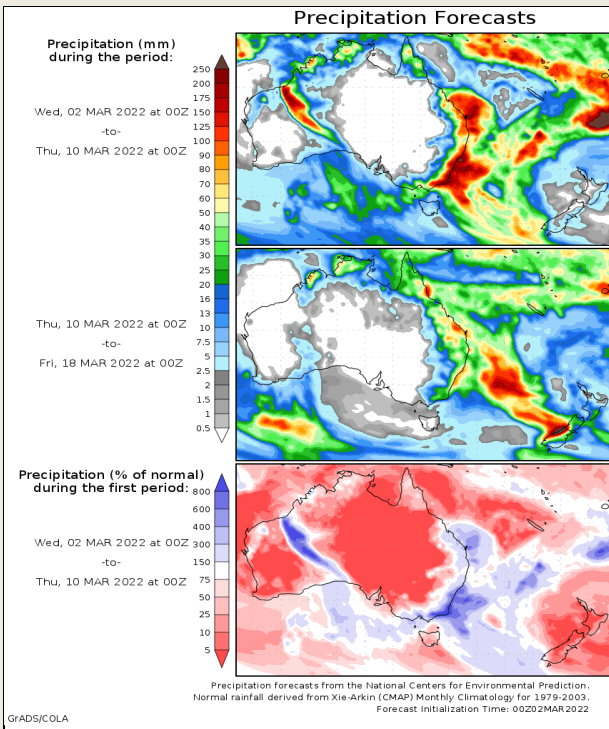 Precipitation Forecasts
Precipitation (mm)
during the period:
Wed, 02 MAR 2022 at 00Z
-to-
Thu, 10 MAR 2022 at 00Z
250
200
175
150
125
100
90
80
70
60
50
40
35
30
25
20
16
13
10
7.5
5
2.5
2
1.5
1
0.5
Thu, 10 MAR 2022 at 00Z
-to-
Fri, 18 MAR 2022 at 00Z
Precipitation (% of normal)
during the first period:
Wed, 02 MAR 2022 at 00Z
-to-
Thu, 10 MAR 2022 at 00Z
800
600
400
300
150
75
50
25
10
5
Precipitation forecasts from the National Centers for Environmental Prediction.
Normal rainfall derived from Xie-Arkin (CMAP) Monthly Climatology for 1979-2003.
Forecast Initialization Time: 00Z02MAR2022
GrADS/COLA